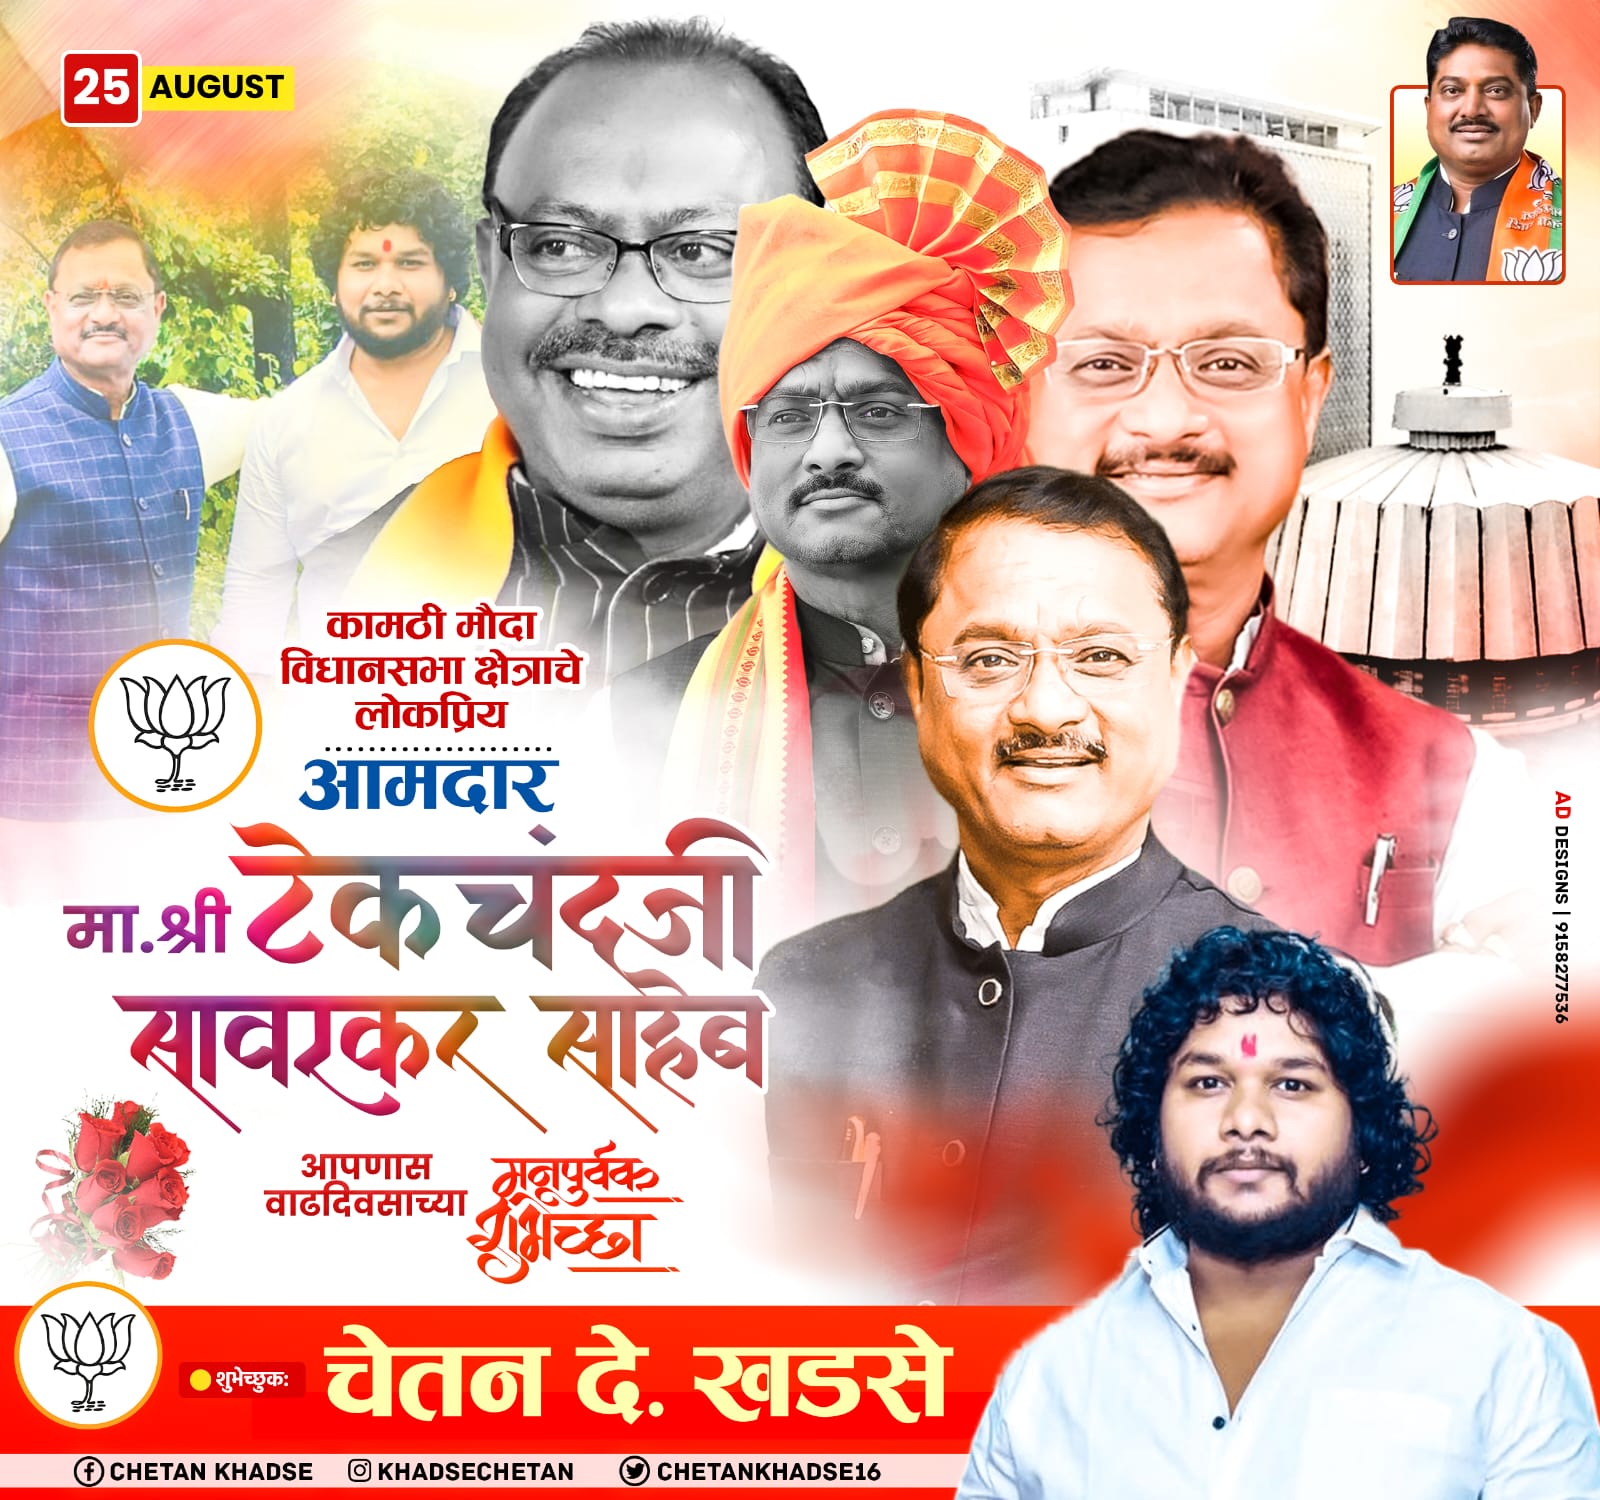 25 AUGUST
कामठी मौदा
विधानसभा क्षेत्राचे
लोकप्रिय
आमदार
मा.श्री टेकचंदजी
सावरकर साहेब
आपणास
वाढदिवसाच्या
मनपुर्वक
शुभेच्छा
शुभेच्छुक:
चेतन दे. खडसे
CHETAN KHADSE KHADSECHETAN CHETANKHADSE16
AD DESIGNS | 9158277536